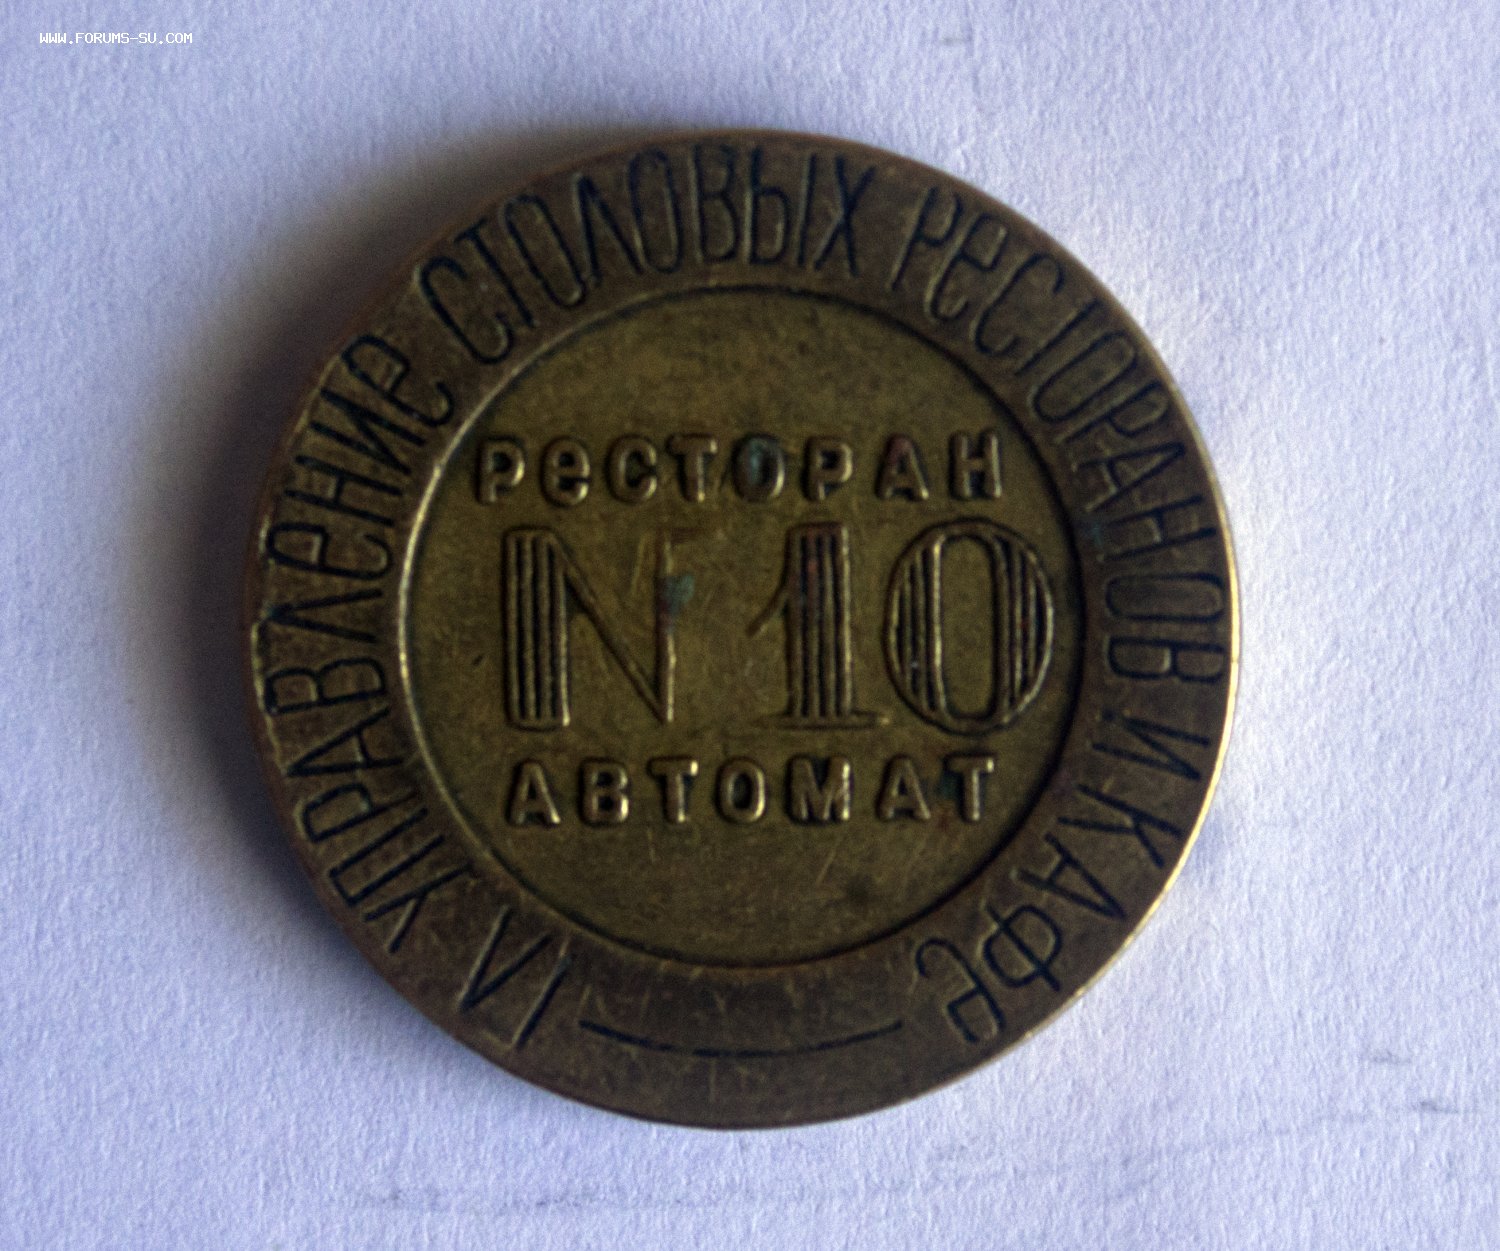 WWW.FORUMS-SU.COM
ГЛ УПРАВЛЕНИЕ СТОЛОВЫХ РЕСТОРАНОВ И КАФЕ
РЕСТОРАН
N 10
АВТОМАТ